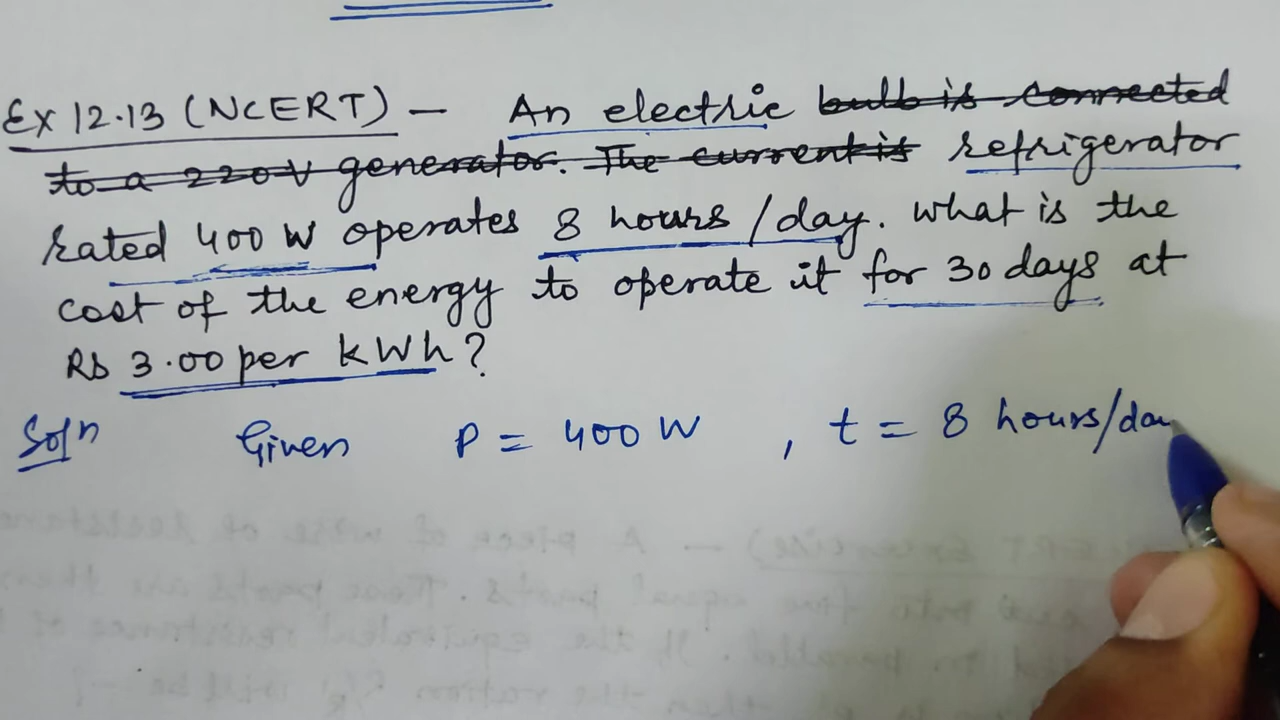 Ex 12.13 (NCERT) - An electric bulb is connected
to a 220V generator. The current is refrigerator
rated 400 W operates 8 hours/day. What is the
cost of the energy to operate it for 30 days at
Rs 3.00 per kWh?
Soln Given P = 400 W , t = 8 hours/day